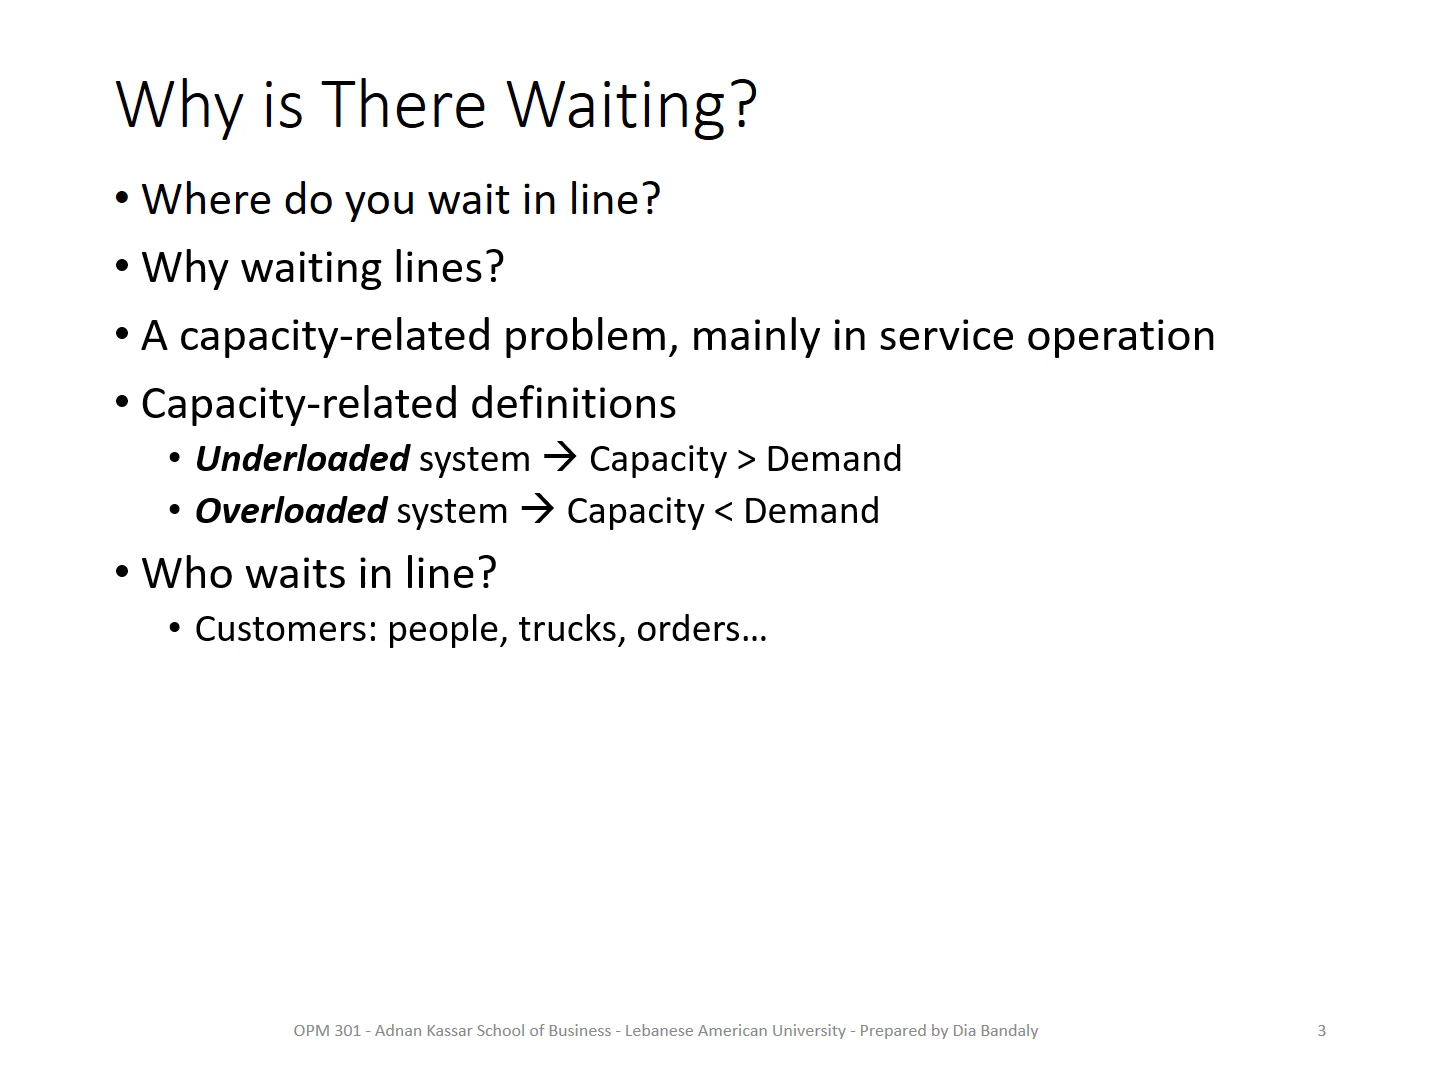 Why is There Waiting?
• Where do you wait in line?
• Why waiting lines?
• A capacity-related problem, mainly in service operation
• Capacity-related definitions
• Underloaded system → Capacity > Demand
• Overloaded system → Capacity < Demand
• Who waits in line?
• Customers: people, trucks, orders…
OPM 301 - Adnan Kassar School of Business - Lebanese American University - Prepared by Dia Bandaly
3